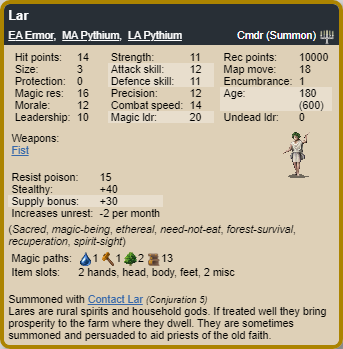 Lar
EA Ermor, MA Pythium, LA Pythium Cmdr (Summon)
Hit points: 14 Strength: 11 Rec points: 10000
Size: 3 Attack skill: 12 Map move: 18
Protection: 0 Defence skill: 11 Encumbrance: 1
Magic res: 16 Precision: 12 Age: 180
Morale: 12 Combat speed: 14 (600)
Leadership: 10 Magic ldr: 20 Undead ldr: 0
Weapons:
Fist
Resist poison: 15
Stealthy: +40
Supply bonus: +30
Increases unrest: -2 per month
(Sacred, magic-being, ethereal, need-not-eat, forest-survival,
recuperation, spirit-sight)
Magic paths: 1 1 2 13
Item slots: 2 hands, head, body, feet, 2 misc
Summoned with Contact Lar (Conjuration 5)
Lares are rural spirits and household gods. If treated well they bring
prosperity to the farm where they dwell. They are sometimes
summoned and persuaded to aid priests of the old faith.